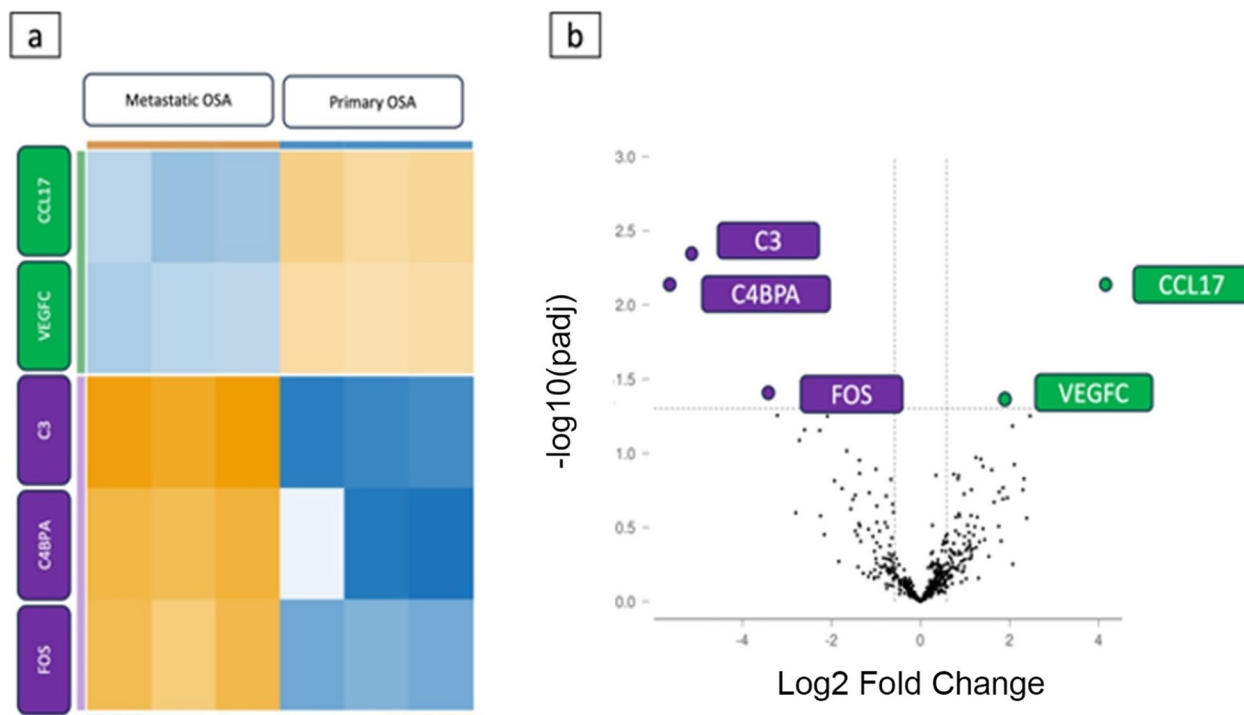 a
b
Metastatic OSA
Primary OSA
CCL17
VEGFC
C3
C4BPA
FOS
-log10(padj)
3.0
2.5
2.0
1.5
1.0
0.5
0.0
C3
C4BPA
CCL17
FOS
VEGFC
-4
-2
0
2
4
Log2 Fold Change